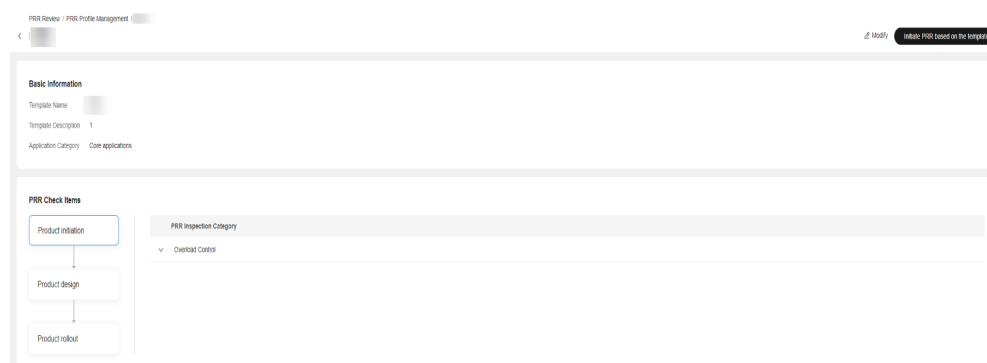 PRR Review / PRR Profile Management /
Modify
Initiate PRR based on the template
Basic Information
Template Name
Template Description 1
Application Category Core applications
PRR Check Items
Product initiation
PRR Inspection Category
Overload Control
Product design
Product rollout